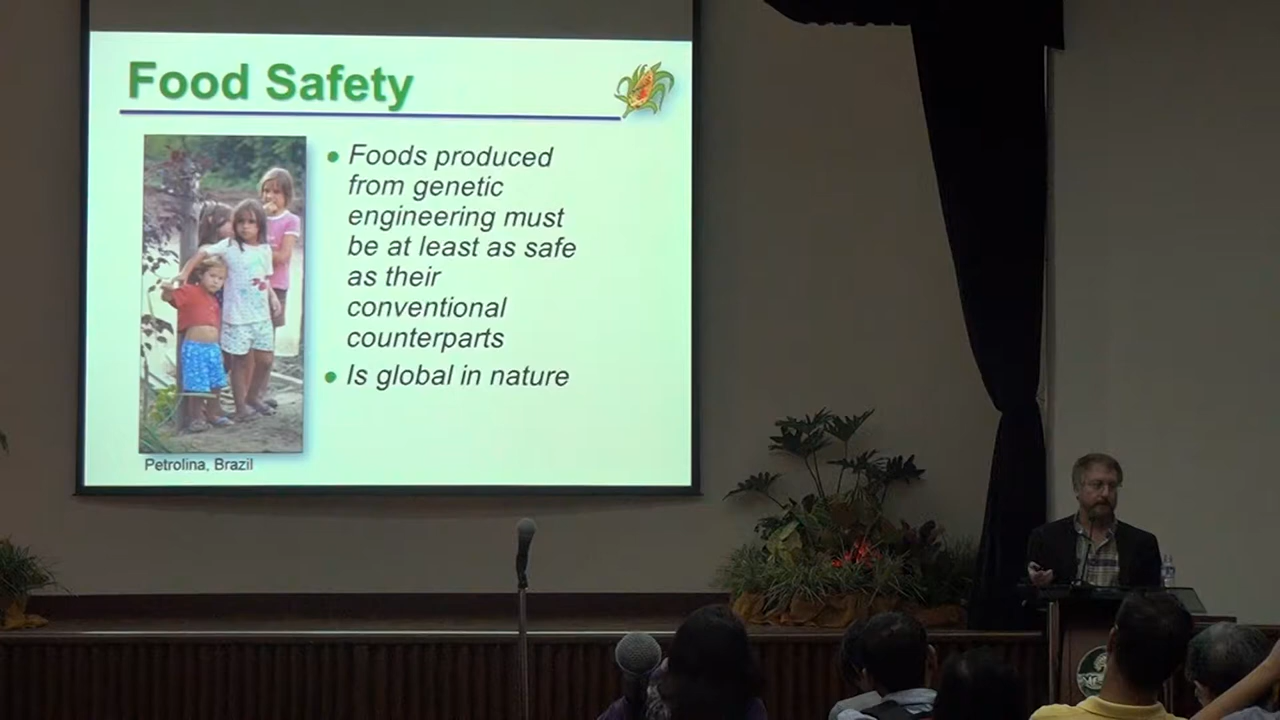 Food Safety
● Foods produced
from genetic
engineering must
be at least as safe
as their
conventional
counterparts
● Is global in nature
Petrolina, Brazil